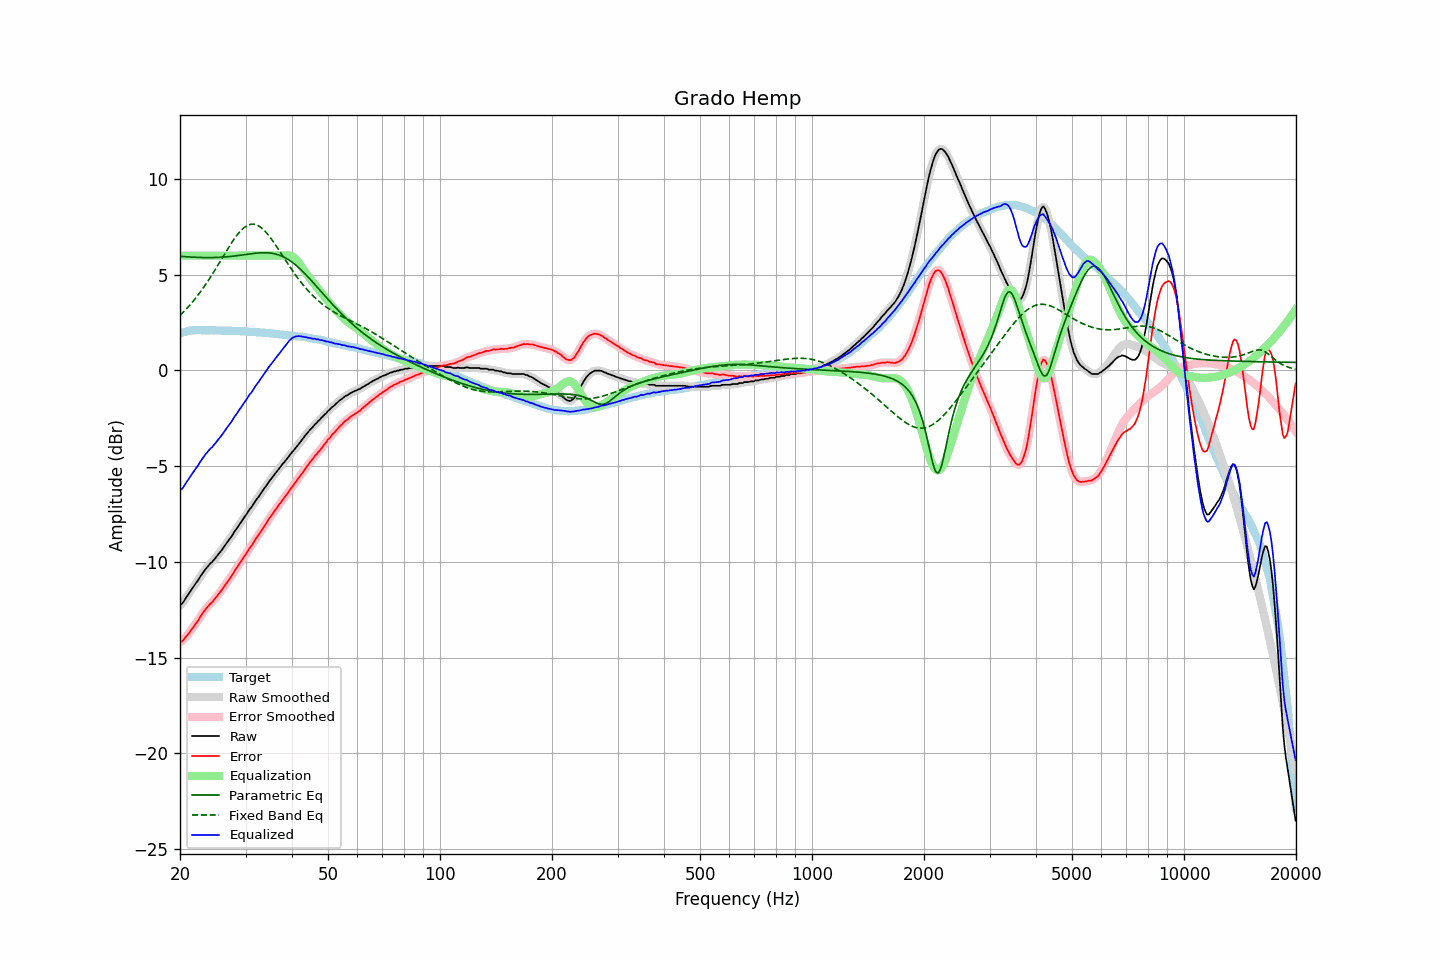 Grado Hemp
10
5
0
−5
−10
−15
−20
−25
Amplitude (dBr)
Target
Raw Smoothed
Error Smoothed
Raw
Error
Equalization
Parametric Eq
Fixed Band Eq
Equalized
20 50 100 200 500 1000 2000 5000 10000 20000
Frequency (Hz)